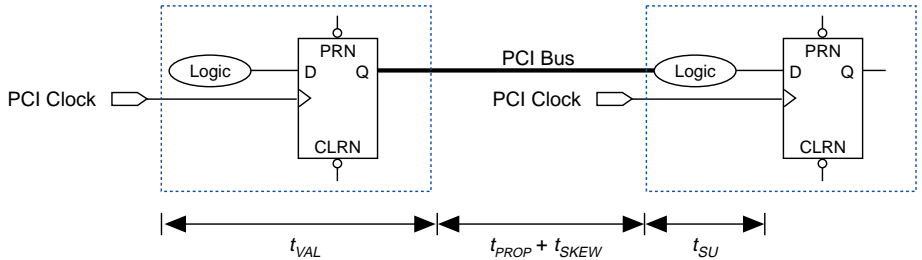 PRN
PRN
PCI Bus
Logic
D
Q
Logic
D
Q
PCI Clock
PCI Clock
CLRN
CLRN
tVAL
tPROP + tSKEW
tSU